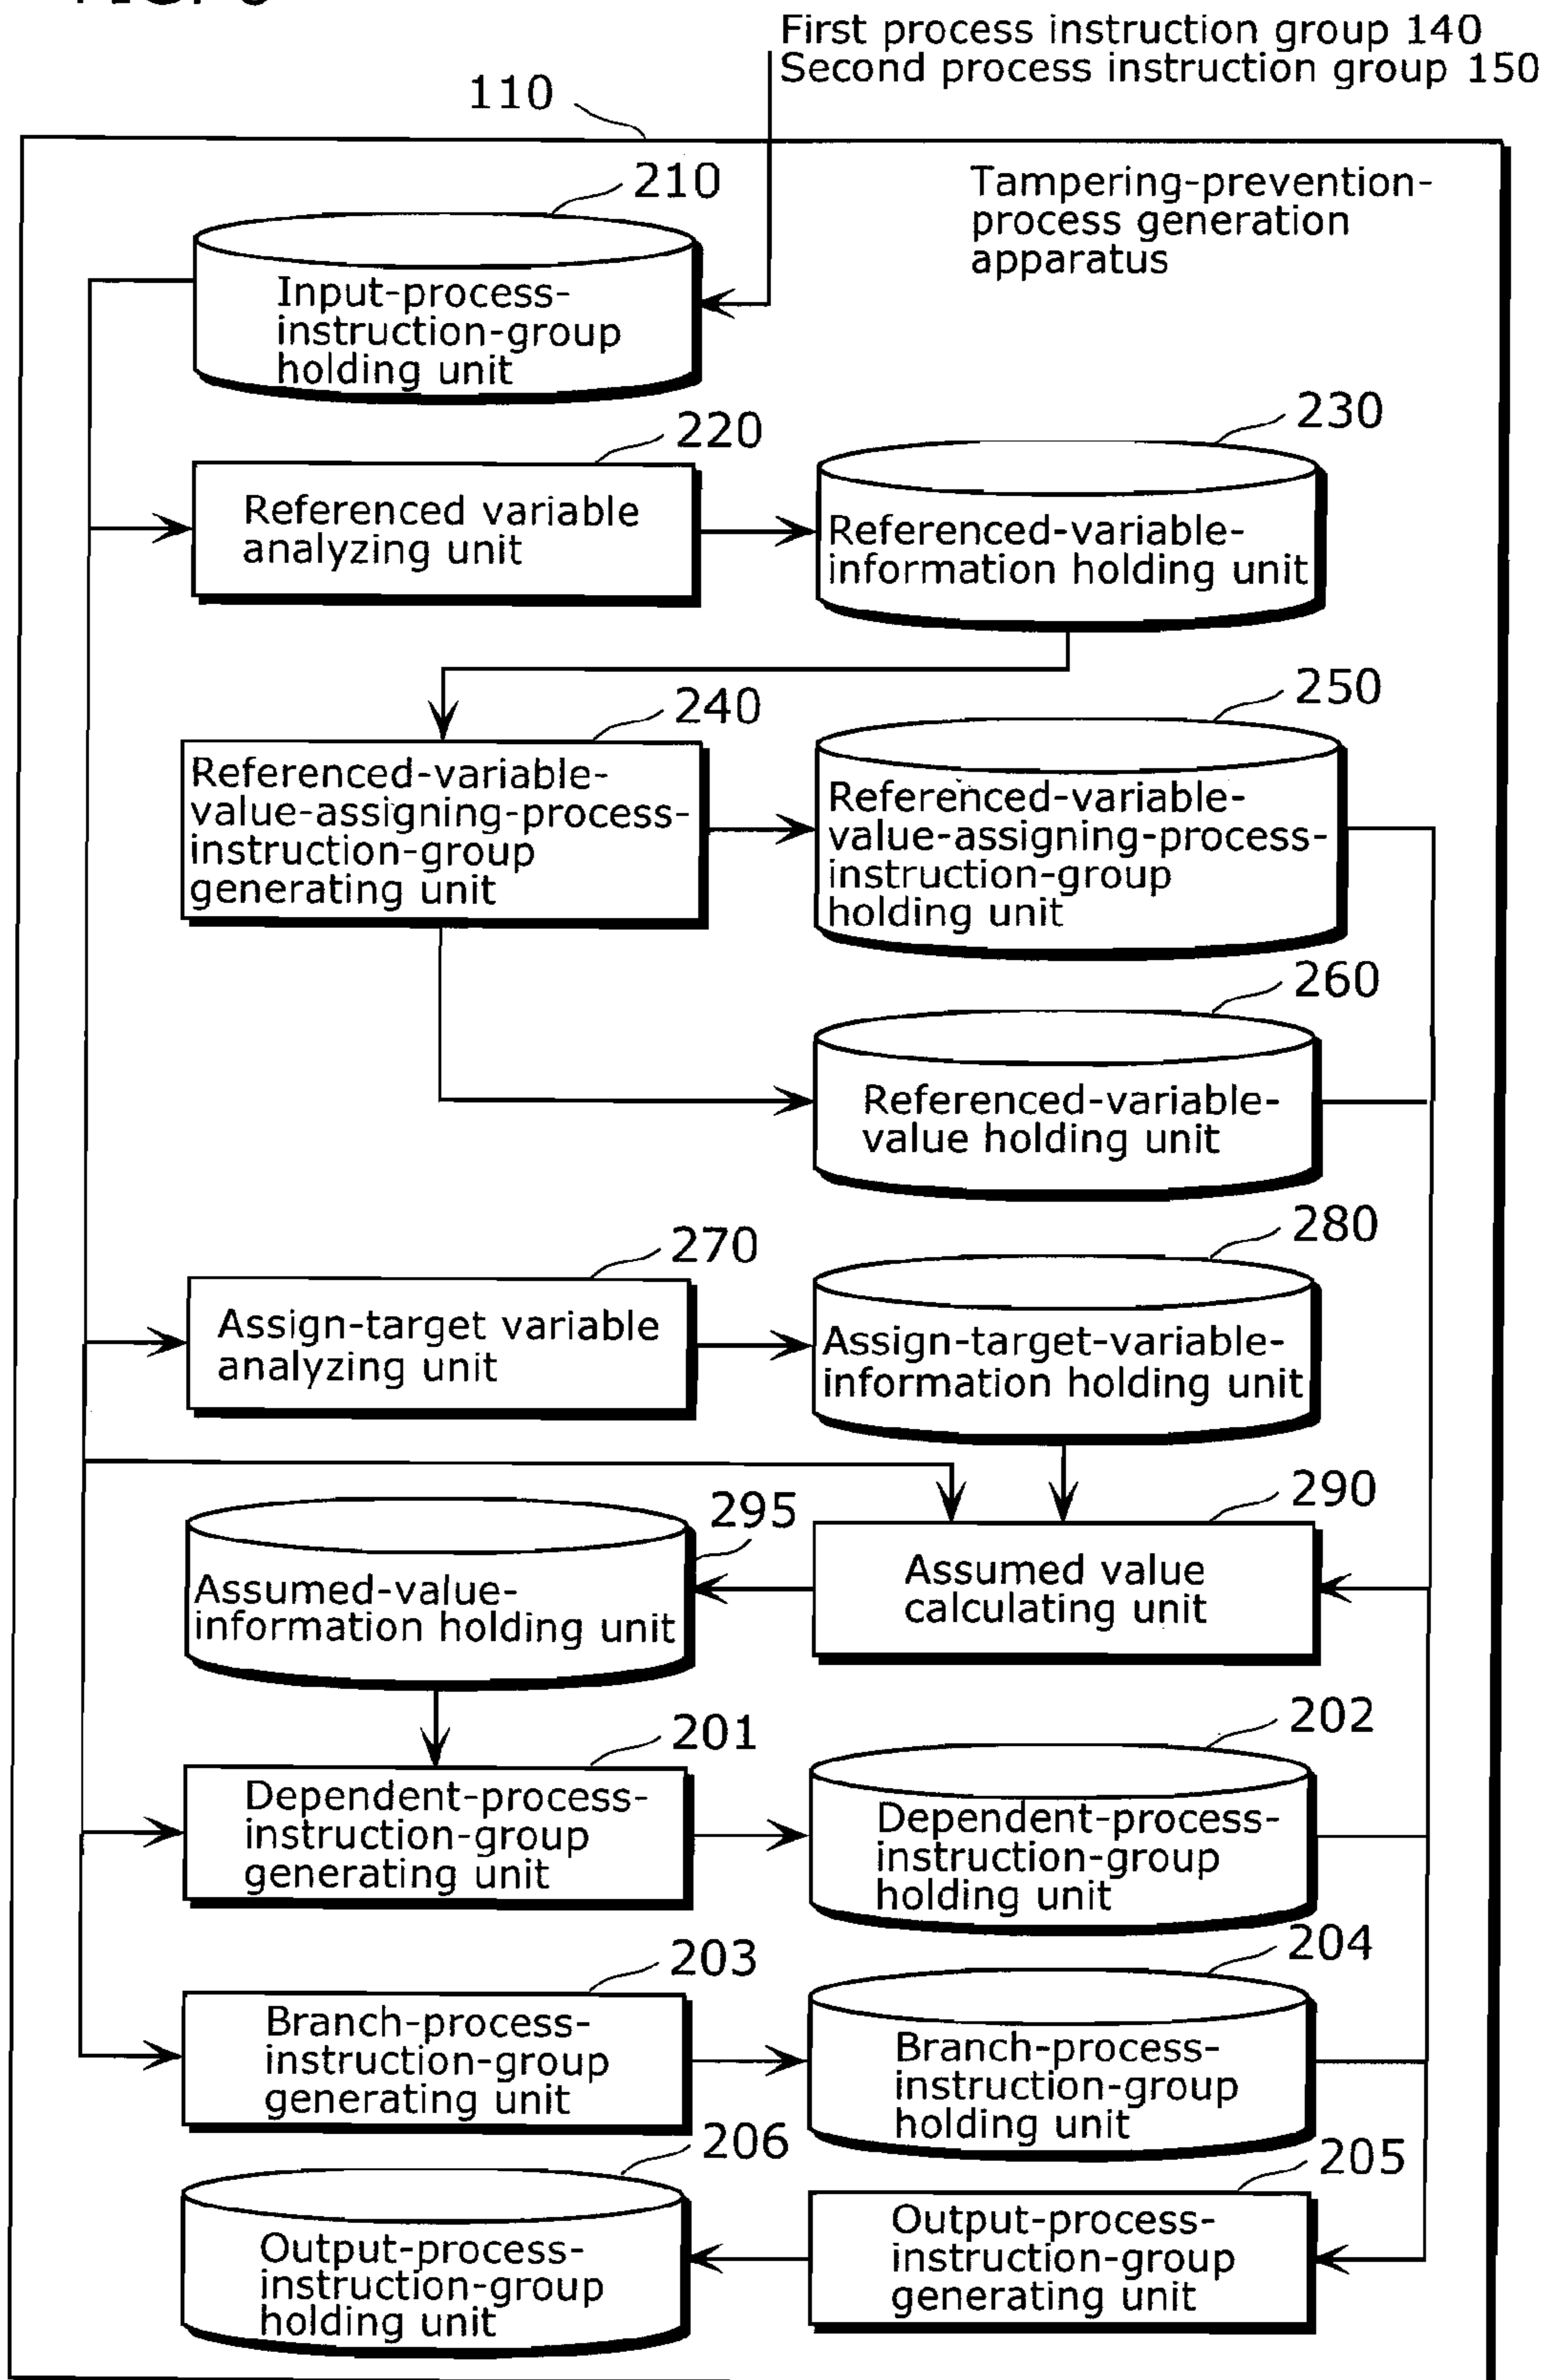 First process instruction group 140
Second process instruction group 150
110
Tampering-prevention-
process generation
apparatus
210
Input-process-
instruction-group
holding unit
220
Referenced variable
analyzing unit
230
Referenced-variable-
information holding unit
240
Referenced-variable-
value-assigning-process-
instruction-group
generating unit
250
Referenced-variable-
value-assigning-process-
instruction-group
holding unit
260
Referenced-variable-
value holding unit
270
Assign-target variable
analyzing unit
280
Assign-target-variable-
information holding unit
295
Assumed-value-
information holding unit
290
Assumed value
calculating unit
201
Dependent-process-
instruction-group
generating unit
202
Dependent-process-
instruction-group
holding unit
203
Branch-process-
instruction-group
generating unit
204
Branch-process-
instruction-group
holding unit
206
Output-process-
instruction-group
holding unit
205
Output-process-
instruction-group
generating unit